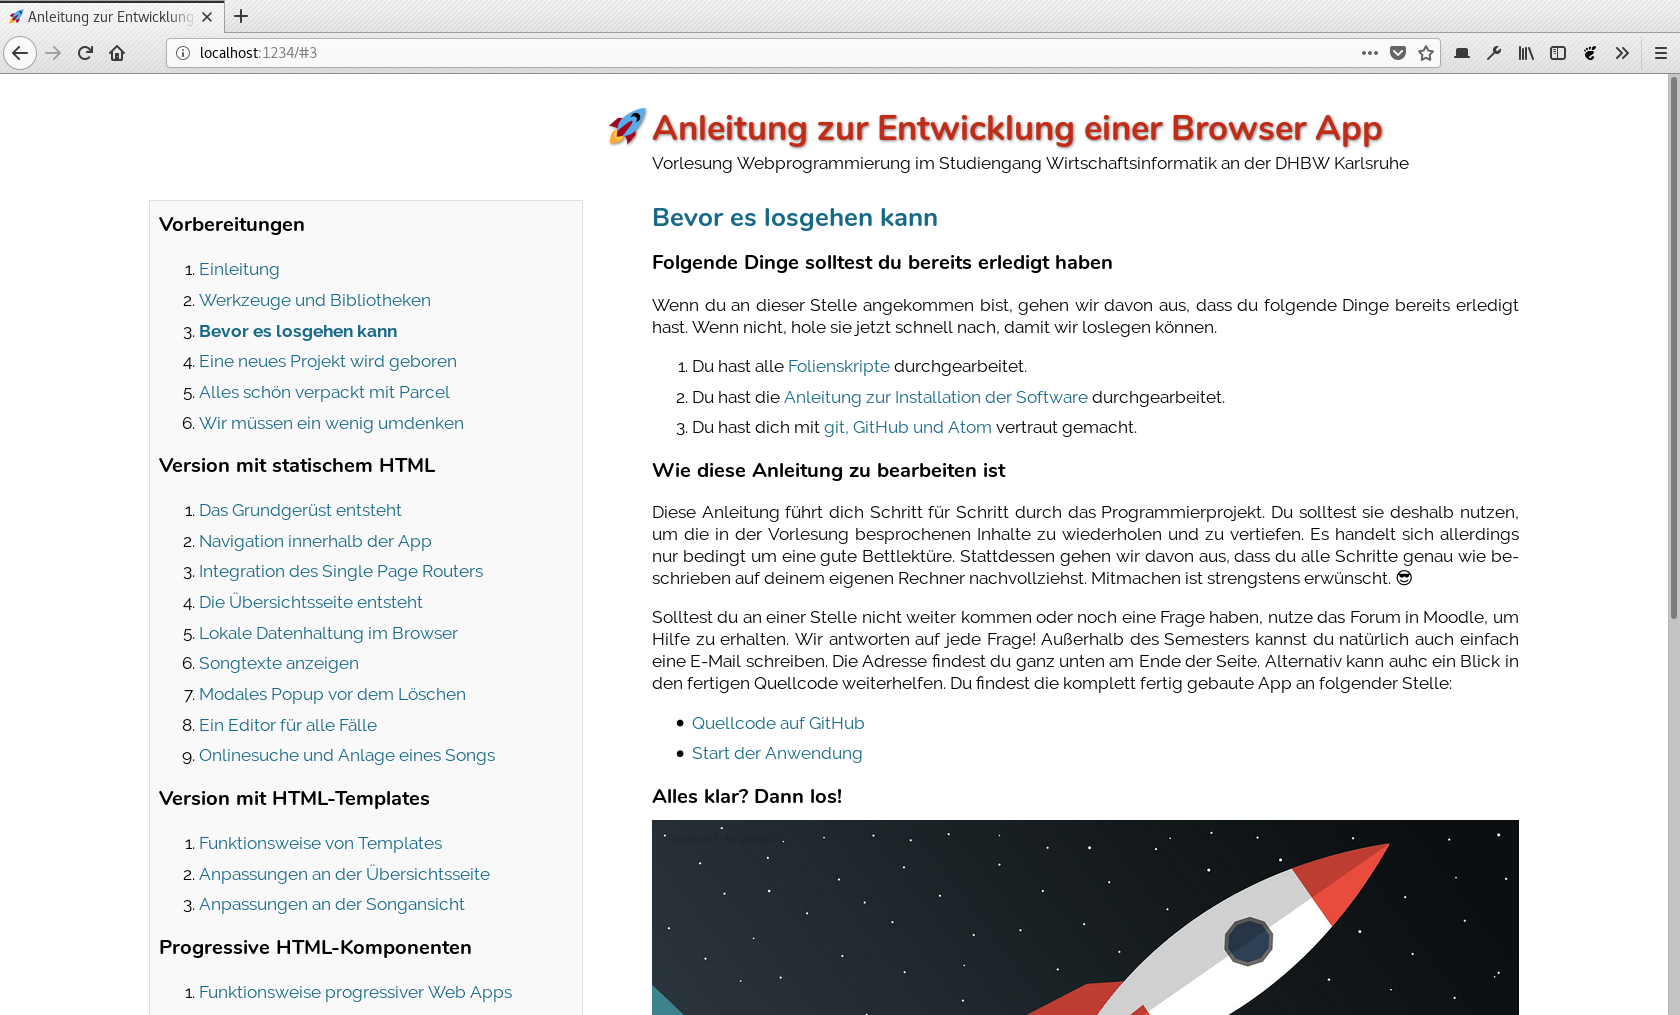 Anleitung zur Entwicklung
localhost:1234/#3
Anleitung zur Entwicklung einer Browser App
Vorlesung Webprogrammierung im Studiengang Wirtschaftsinformatik an der DHBW Karlsruhe
Vorbereitungen
1. Einleitung
2. Werkzeuge und Bibliotheken
3. Bevor es losgehen kann
4. Eine neues Projekt wird geboren
5. Alles schön verpackt mit Parcel
6. Wir müssen ein wenig umdenken
Version mit statischem HTML
1. Das Grundgerüst entsteht
2. Navigation innerhalb der App
3. Integration des Single Page Routers
4. Die Übersichtsseite entsteht
5. Lokale Datenhaltung im Browser
6. Songtexte anzeigen
7. Modales Popup vor dem Löschen
8. Ein Editor für alle Fälle
9. Onlinesuche und Anlage eines Songs
Version mit HTML-Templates
1. Funktionsweise von Templates
2. Anpassungen an der Übersichtsseite
3. Anpassungen an der Songansicht
Progressive HTML-Komponenten
1. Funktionsweise progressiver Web Apps
Bevor es losgehen kann
Folgende Dinge solltest du bereits erledigt haben
Wenn du an dieser Stelle angekommen bist, gehen wir davon aus, dass du folgende Dinge bereits erledigt
hast. Wenn nicht, hole sie jetzt schnell nach, damit wir loslegen können.
1. Du hast alle Folienskripte durchgearbeitet.
2. Du hast die Anleitung zur Installation der Software durchgearbeitet.
3. Du hast dich mit git, GitHub und Atom vertraut gemacht.
Wie diese Anleitung zu bearbeiten ist
Diese Anleitung führt dich Schritt für Schritt durch das Programmierprojekt. Du solltest sie deshalb nutzen,
um die in der Vorlesung besprochenen Inhalte zu wiederholen und zu vertiefen. Es handelt sich allerdings
nur bedingt um eine gute Bettlektüre. Stattdessen gehen wir davon aus, dass du alle Schritte genau wie be-
schrieben auf deinem eigenen Rechner nachvollziehst. Mitmachen ist strengstens erwünscht. 😎
Solltest du an einer Stelle nicht weiter kommen oder noch eine Frage haben, nutze das Forum in Moodle, um
Hilfe zu erhalten. Wir antworten auf jede Frage! Außerhalb des Semesters kannst du natürlich auch einfach
eine E-Mail schreiben. Die Adresse findest du ganz unten am Ende der Seite. Alternativ kann auhc ein Blick in
den fertigen Quellcode weiterhelfen. Du findest die komplett fertig gebaute App an folgender Stelle:
• Quellcode auf GitHub
• Start der Anwendung
Alles klar? Dann los!